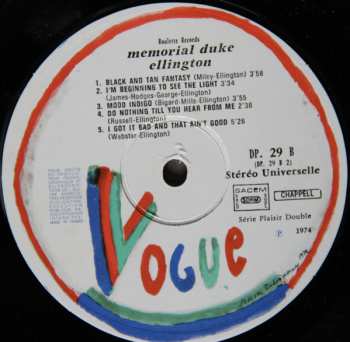 Roulette Records
memorial duke
ellington
1. BLACK AND TAN FANTASY (Miley-Ellington) 3'56
2. I'M BEGINNING TO SEE THE LIGHT 3'54
(James-Hodges-George-Ellington)
3. MOOD INDIGO (Bigard-Mills-Ellington) 3'55
4. DO NOTHING TILL YOU HEAR FROM ME 2'38
(Russell-Ellington)
5. I GOT IT BAD AND THAT AIN'T GOOD 5'26
(Webster-Ellington)
DP. 29 B
(DP. 29 B 2)
Stéréo Universelle
SACEM
CHAPPELL
Série Plaisir Double
℗ 1974
VOGUE